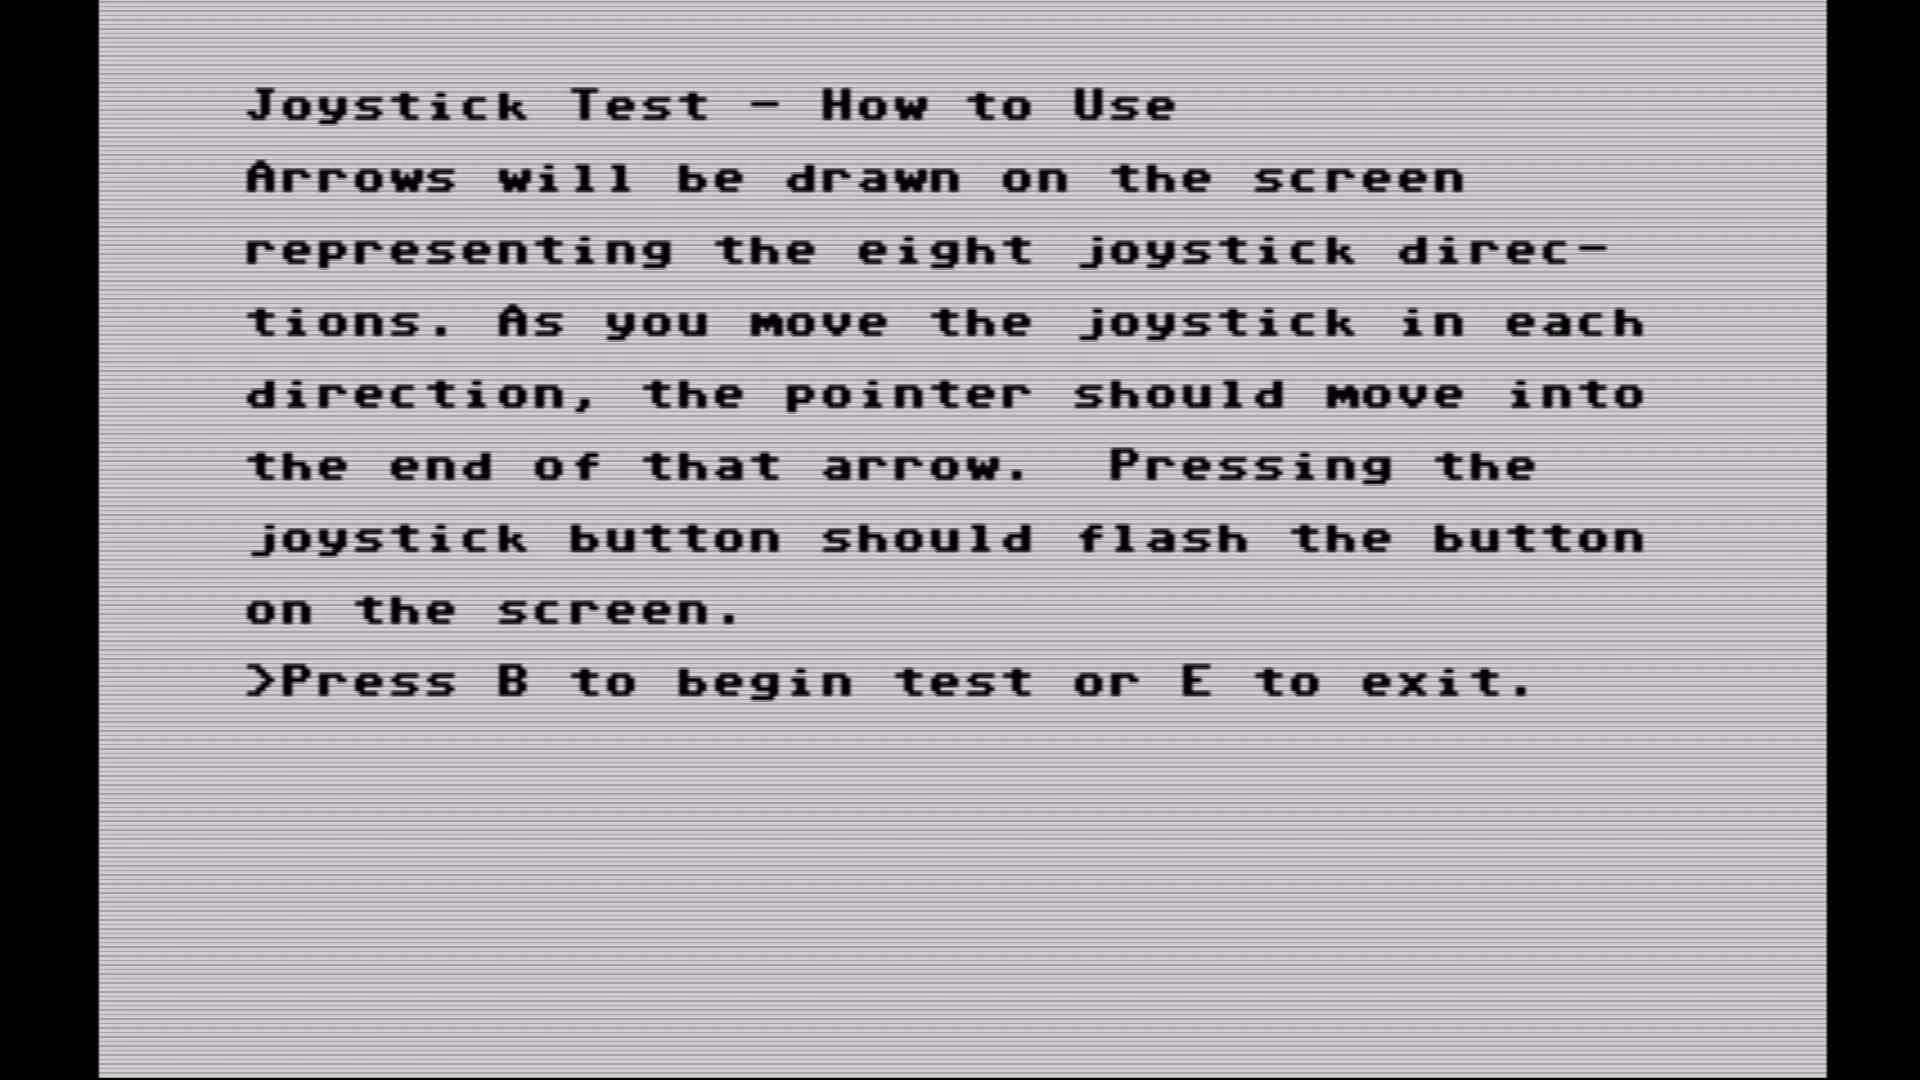 Joystick Test - How to Use
Arrows will be drawn on the screen
representing the eight joystick direc-
tions. As you move the joystick in each
direction, the pointer should move into
the end of that arrow.  Pressing the
joystick button should flash the button
on the screen.
>Press B to begin test or E to exit.